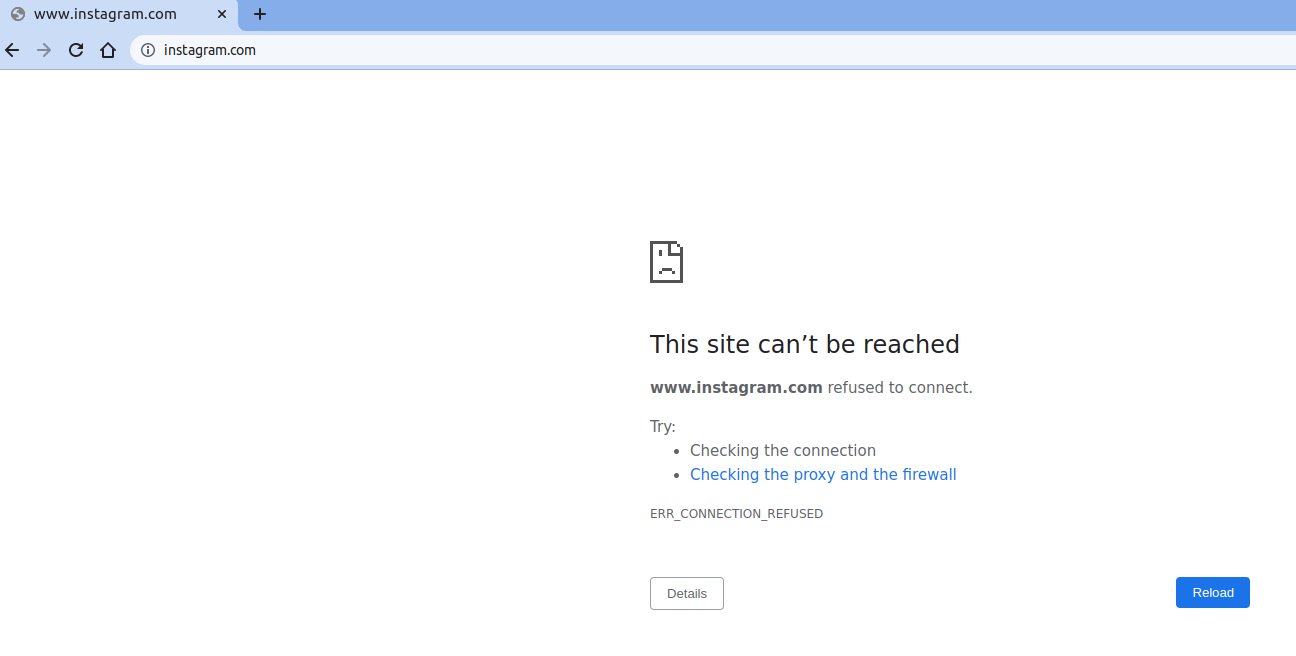 www.instagram.com
instagram.com
This site can’t be reached
www.instagram.com refused to connect.
Try:
Checking the connection
Checking the proxy and the firewall
ERR_CONNECTION_REFUSED
Details Reload